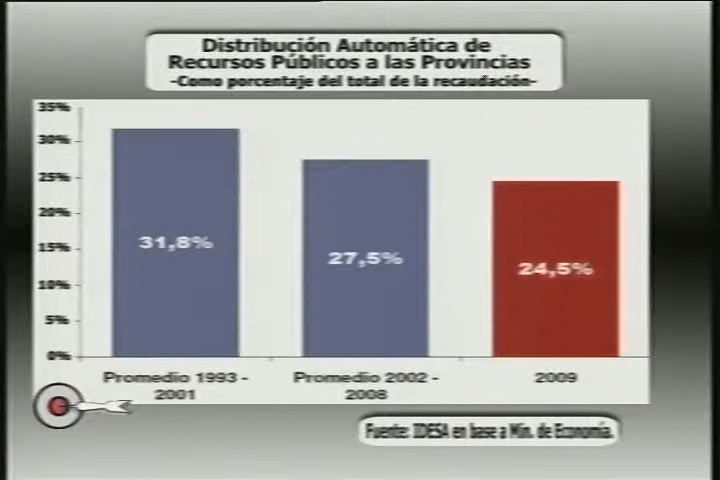 Distribución Automática de
Recursos Públicos a las Provincias
-Como porcentaje del total de la recaudación-
35%
30%
25%
20%
15%
10%
5%
0%
31,8%
27,5%
24,5%
Promedio 1993 -
2001
Promedio 2002 -
2008
2009
Fuente: IDESA en base a Min. de Economía.